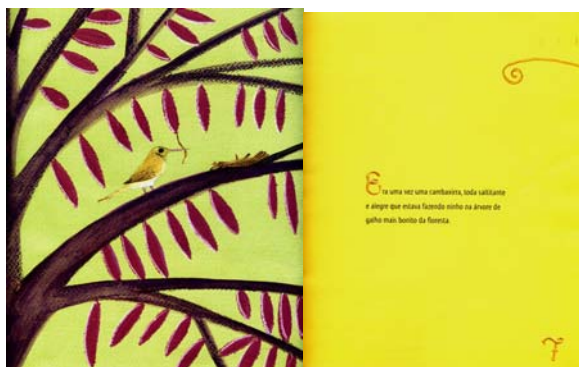 Era uma vez uma cambaxirra, toda saltitante
e alegre que estava fazendo ninho na árvore de
galho mais bonito da floresta.
7